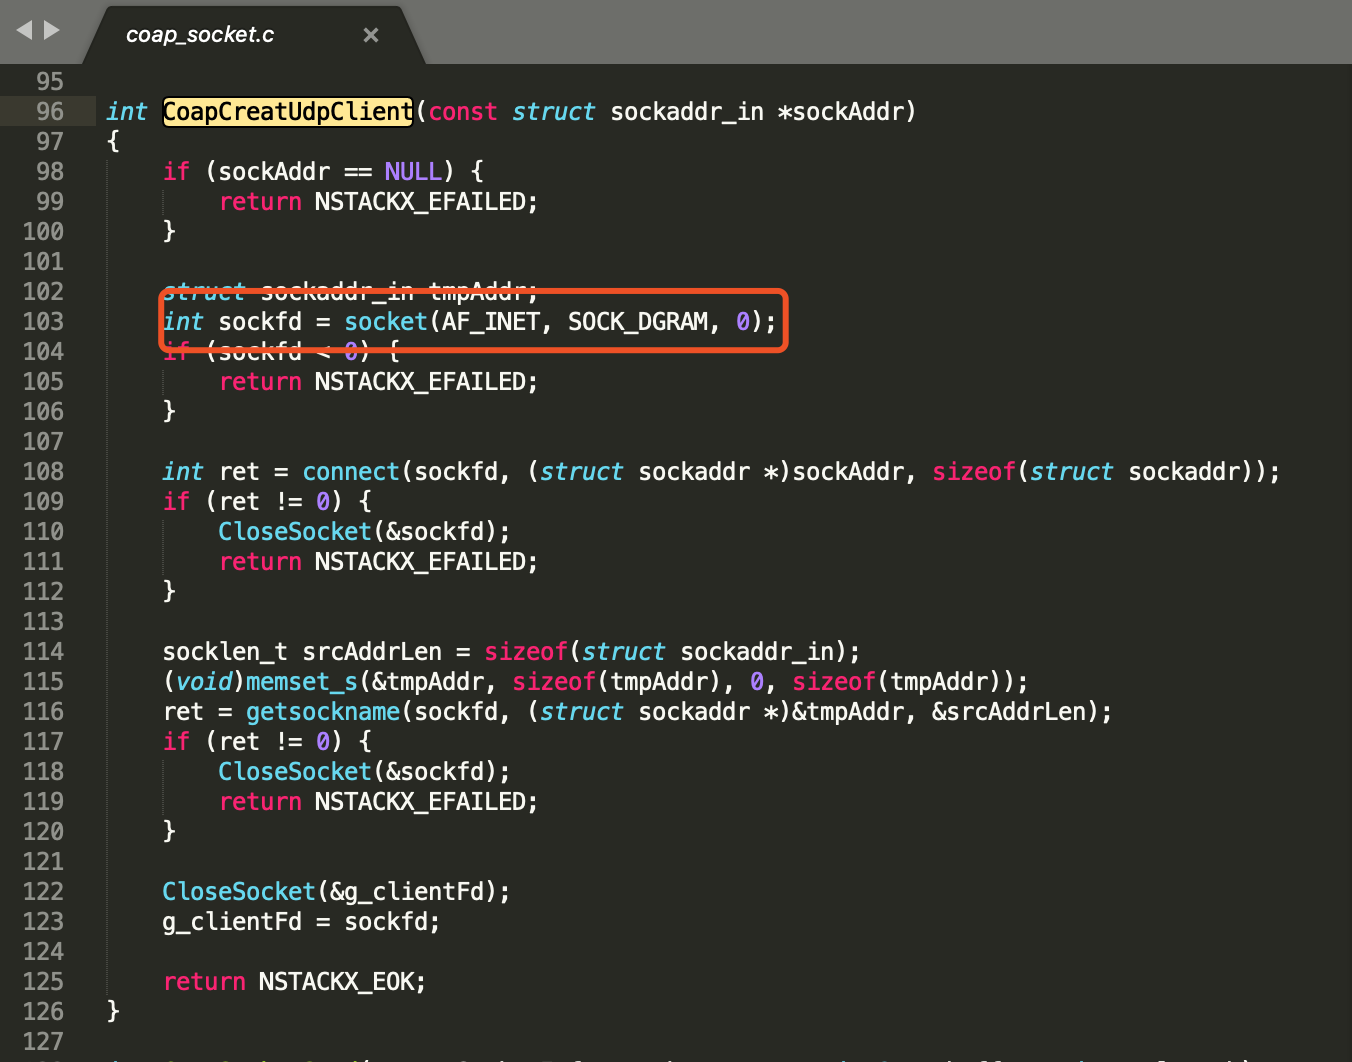 coap_socket.c ×
95
96 int CoapCreatUdpClient(const struct sockaddr_in *sockAddr)
97 {
98     if (sockAddr == NULL) {
99         return NSTACKX_EFAILED;
100     }
101
102     struct sockaddr_in tmpAddr;
103     int sockfd = socket(AF_INET, SOCK_DGRAM, 0);
104     if (sockfd < 0) {
105         return NSTACKX_EFAILED;
106     }
107
108     int ret = connect(sockfd, (struct sockaddr *)sockAddr, sizeof(struct sockaddr));
109     if (ret != 0) {
110         CloseSocket(&sockfd);
111         return NSTACKX_EFAILED;
112     }
113
114     socklen_t srcAddrLen = sizeof(struct sockaddr_in);
115     (void)memset_s(&tmpAddr, sizeof(tmpAddr), 0, sizeof(tmpAddr));
116     ret = getsockname(sockfd, (struct sockaddr *)&tmpAddr, &srcAddrLen);
117     if (ret != 0) {
118         CloseSocket(&sockfd);
119         return NSTACKX_EFAILED;
120     }
121
122     CloseSocket(&g_clientFd);
123     g_clientFd = sockfd;
124
125     return NSTACKX_EOK;
126 }
127